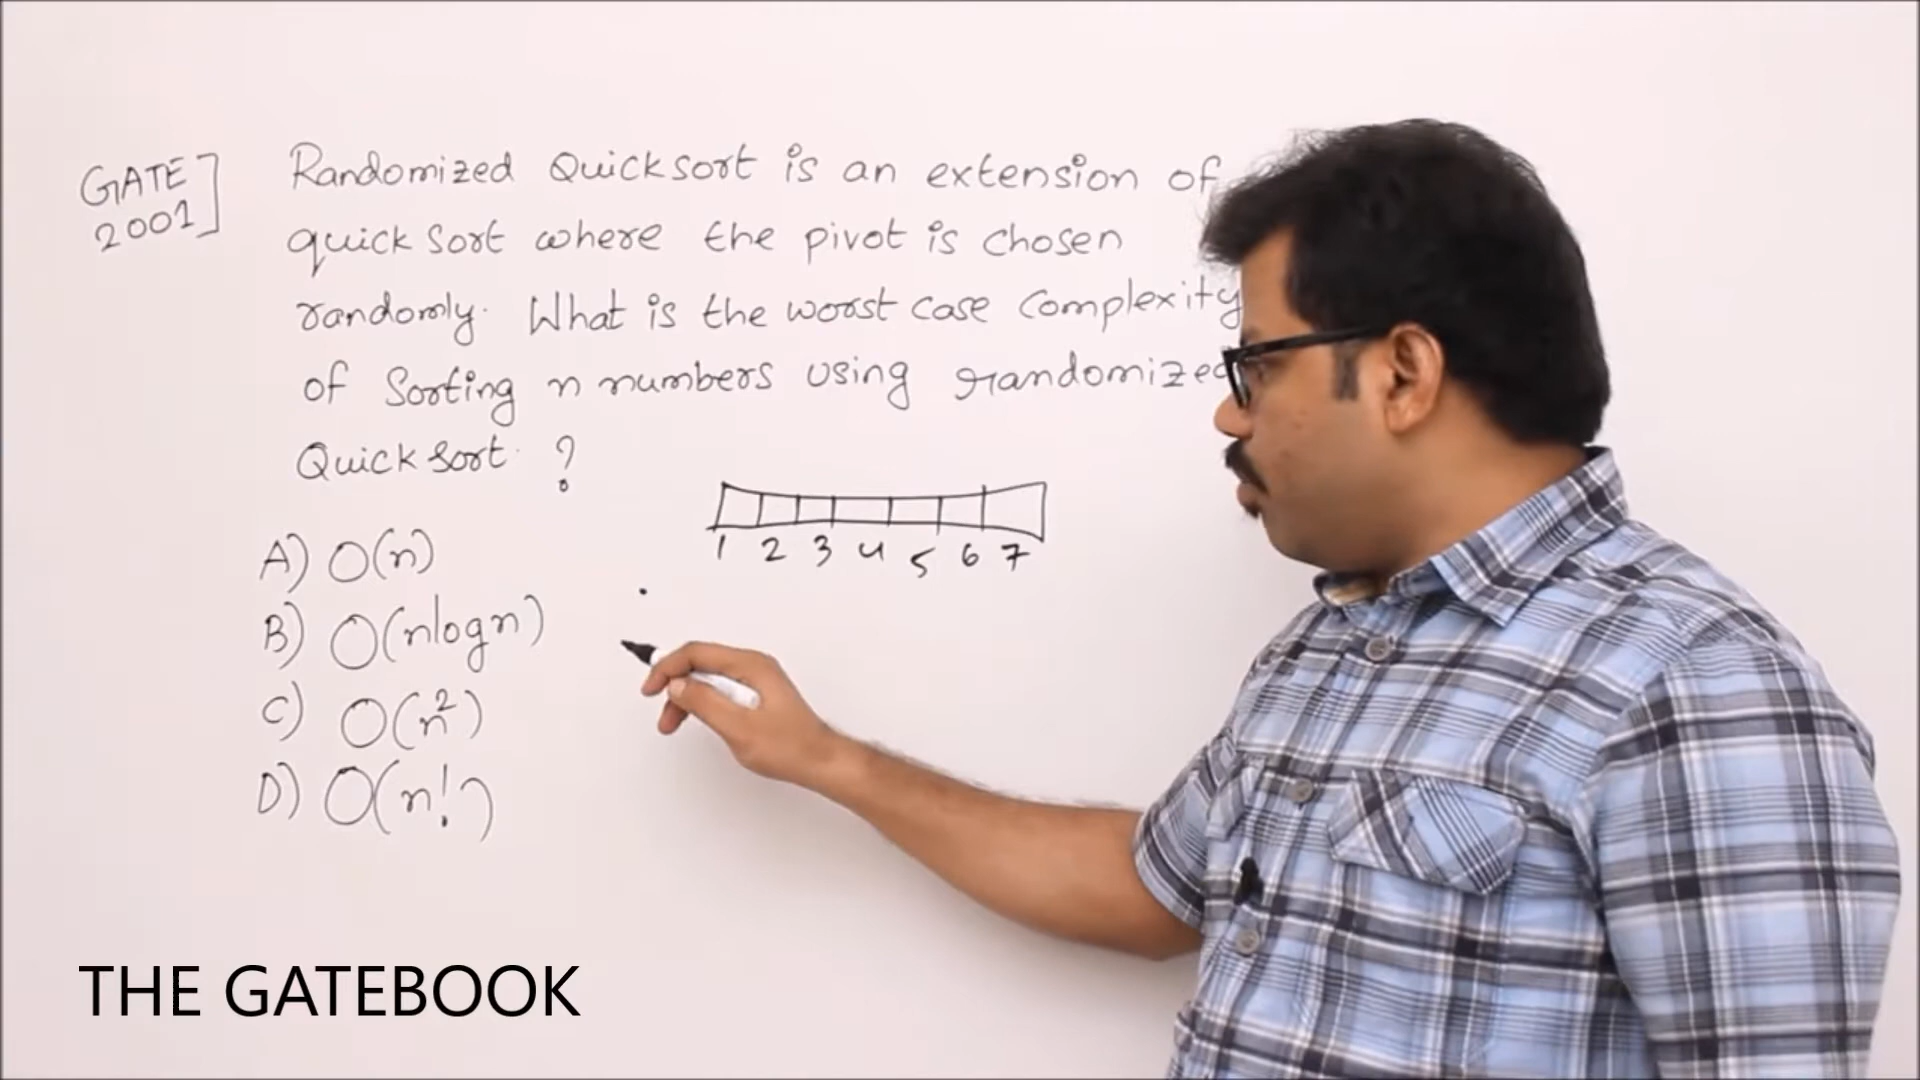 GATE
2001
Randomized Quicksort is an extension of
quick sort where the pivot is chosen
randomly. What is the worst case complexity
of Sorting n numbers using randomized
Quick Sort ?
1 2 3 4 5 6 7
A) O(n)
B) O(nlogn)
C) O(n²)
D) O(n!)
THE GATEBOOK